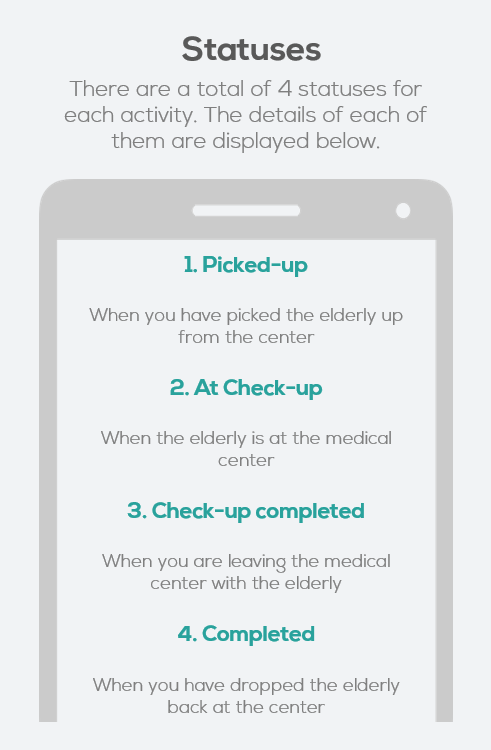 Statuses
There are a total of 4 statuses for
each activity. The details of each of
them are displayed below.
1. Picked-up
When you have picked the elderly up
from the center
2. At Check-up
When the elderly is at the medical
center
3. Check-up completed
When you are leaving the medical
center with the elderly
4. Completed
When you have dropped the elderly
back at the center